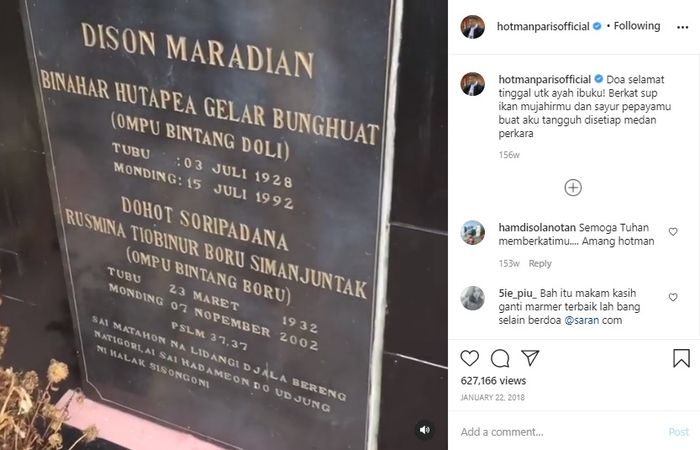 DISON MARADIAN
BINAHAR HUTAPEA GELAR BUNGHUAT
(OMPU BINTANG DOLI)
TUBU : 03 JULI 1928
MONDING: 15 JULI 1992
DOHOT SORIPADANA
RUSMINA TIOBINUR BORU SIMANJUNTAK
(OMPU BINTANG BORU)
TUBU 23 MARET 1932
MONDING 07 NOPEMBER 2002
PSLM 37,37
SAI MATAHON NA LIDANGI DJALA BERENG
NATIGORLAI SAI HADAMEON DO UDJUNG
NI HALAK SISONGONI
hotmanparisofficial • Following
hotmanparisofficial Doa selamat
tinggal utk ayah ibuku! Berkat sup
ikan mujahirmu dan sayur pepayamu
buat aku tangguh disetiap medan
perkara
156w
hamdisolanotan Semoga Tuhan
memberkatimu.... Amang hotman
153w Reply
5ie_piu_ Bah itu makam kasih
ganti marmer terbaik lah bang
selain berdoa @saran com
627,166 views
JANUARY 22, 2018
Add a comment...
Post